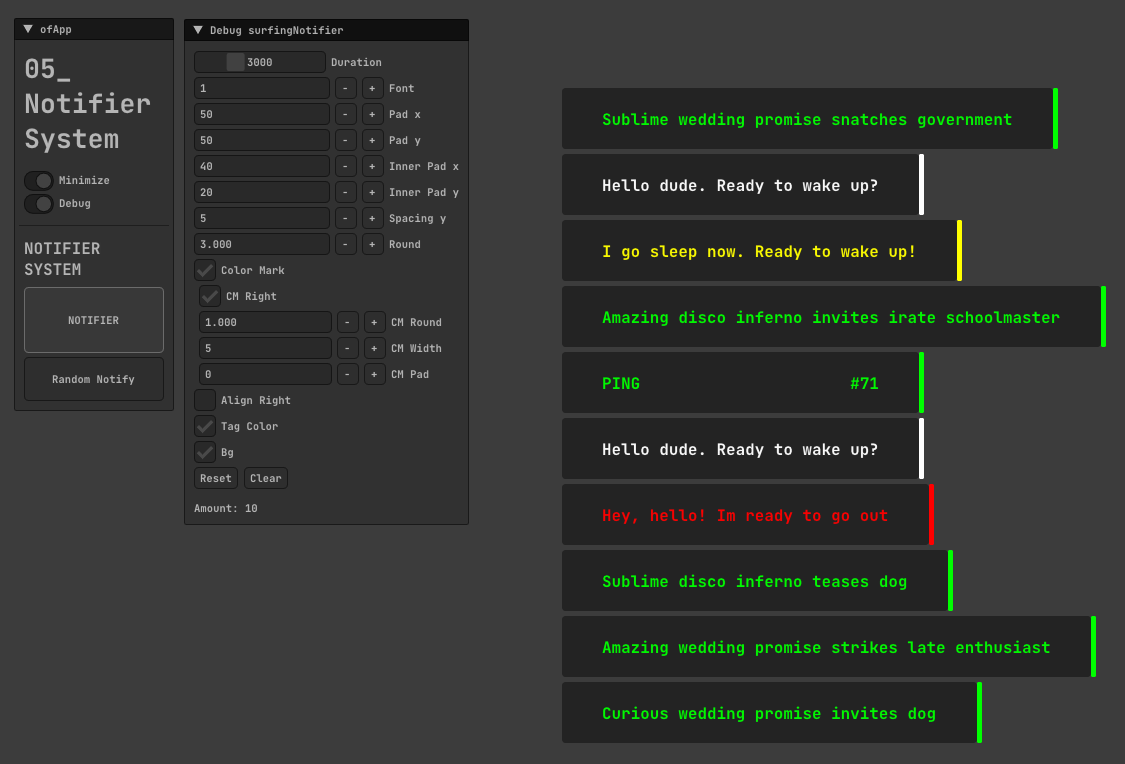 ofApp
05_
Notifier
System
Minimize
Debug
NOTIFIER
SYSTEM
NOTIFIER
Random Notify
Debug surfingNotifier
3000 Duration
1 - + Font
50 - + Pad x
50 - + Pad y
40 - + Inner Pad x
20 - + Inner Pad y
5 - + Spacing y
3.000 - + Round
Color Mark
CM Right
1.000 - + CM Round
5 - + CM Width
0 - + CM Pad
Align Right
Tag Color
Bg
Reset Clear
Amount: 10
Sublime wedding promise snatches government
Hello dude. Ready to wake up?
I go sleep now. Ready to wake up!
Amazing disco inferno invites irate schoolmaster
PING #71
Hello dude. Ready to wake up?
Hey, hello! Im ready to go out
Sublime disco inferno teases dog
Amazing wedding promise strikes late enthusiast
Curious wedding promise invites dog